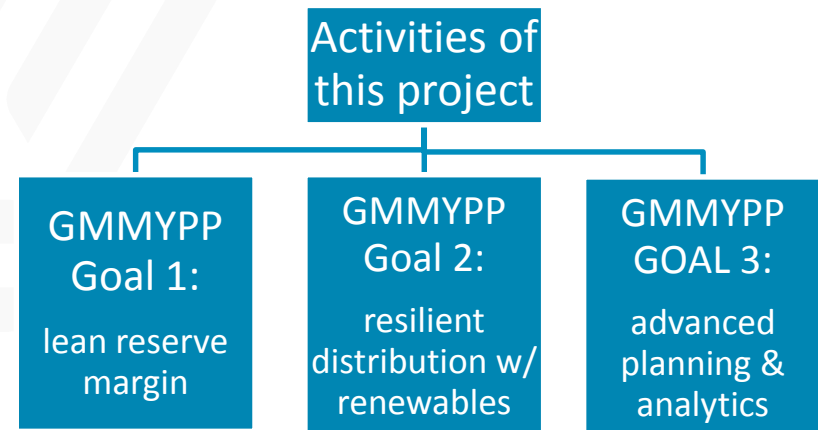 Activities of
this project
GMMYPP
Goal 1:
lean reserve
margin
GMMYPP
Goal 2:
resilient
distribution w/
renewables
GMMYPP
GOAL 3:
advanced
planning &
analytics